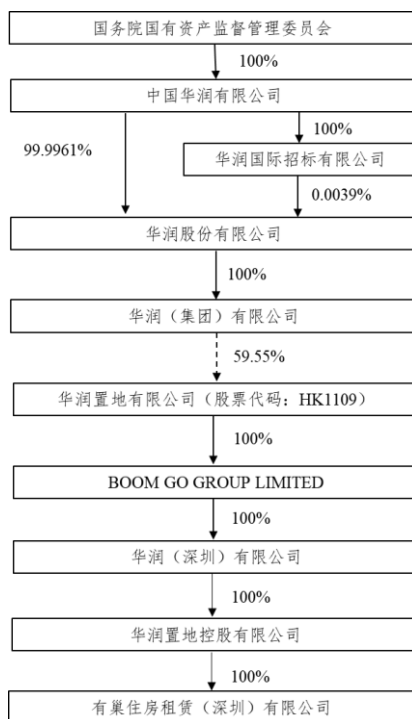 国务院国有资产监督管理委员会
100%
中国华润有限公司
100%
99.9961%
华润国际招标有限公司
0.0039%
华润股份有限公司
100%
华润（集团）有限公司
59.55%
华润置地有限公司（股票代码：HK1109）
100%
BOOM GO GROUP LIMITED
100%
华润（深圳）有限公司
100%
华润置地控股有限公司
100%
有巢住房租赁（深圳）有限公司